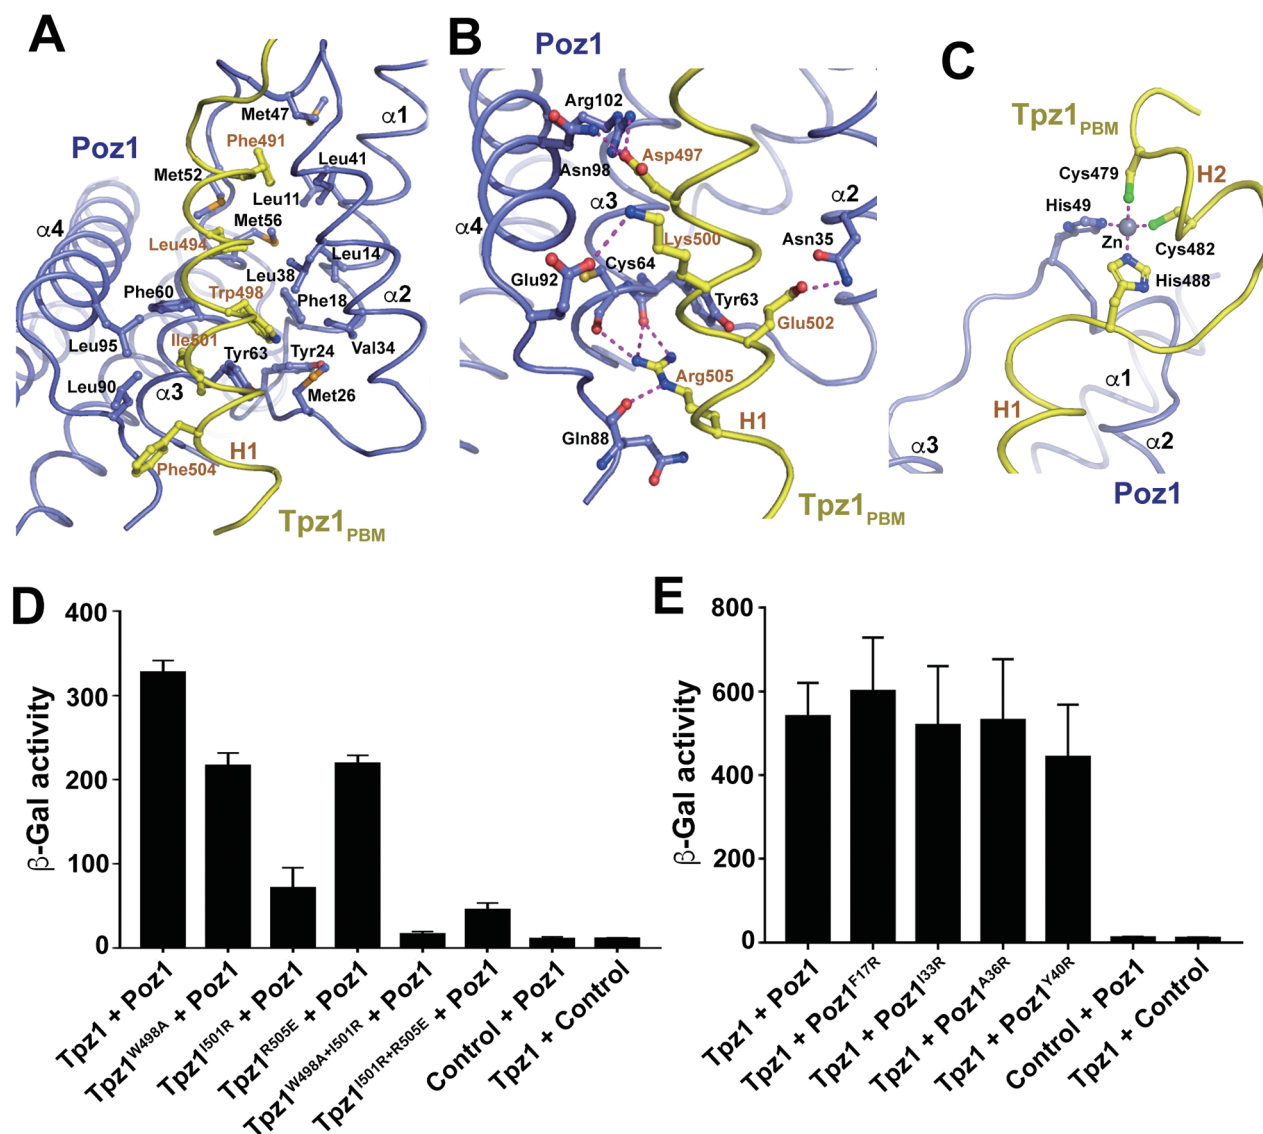 A
Poz1
Met47
α1
Phe491
Leu41
Met52
Leu11
α4
Met56
Leu494
Leu14
Leu38
Phe60
Trp498
Phe18
α2
Leu95
Ile501
Val34
Tyr63
Tyr24
Leu90
α3
Met26
H1
Phe504
Tpz1PBM
B
Poz1
Arg102
Asp497
Asn98
α3
α2
α4
Lys500
Asn35
Glu92
Cys64
Tyr63
Glu502
Arg505
Gln88
H1
Tpz1PBM
C
Tpz1PBM
Cys479
H2
His49
Zn
Cys482
His488
α1
H1
α2
α3
Poz1
D
β-Gal activity
400
300
200
100
0
Tpz1 + Poz1
Tpz1W498A + Poz1
Tpz1I501R + Poz1
Tpz1R505E + Poz1
Tpz1W498A+I501R + Poz1
Tpz1I501R+R505E + Poz1
Control + Poz1
Tpz1 + Control
E
β-Gal activity
800
600
400
200
0
Tpz1 + Poz1
Tpz1 + Poz1F17R
Tpz1 + Poz1I33R
Tpz1 + Poz1A36R
Tpz1 + Poz1Y40R
Control + Poz1
Tpz1 + Control